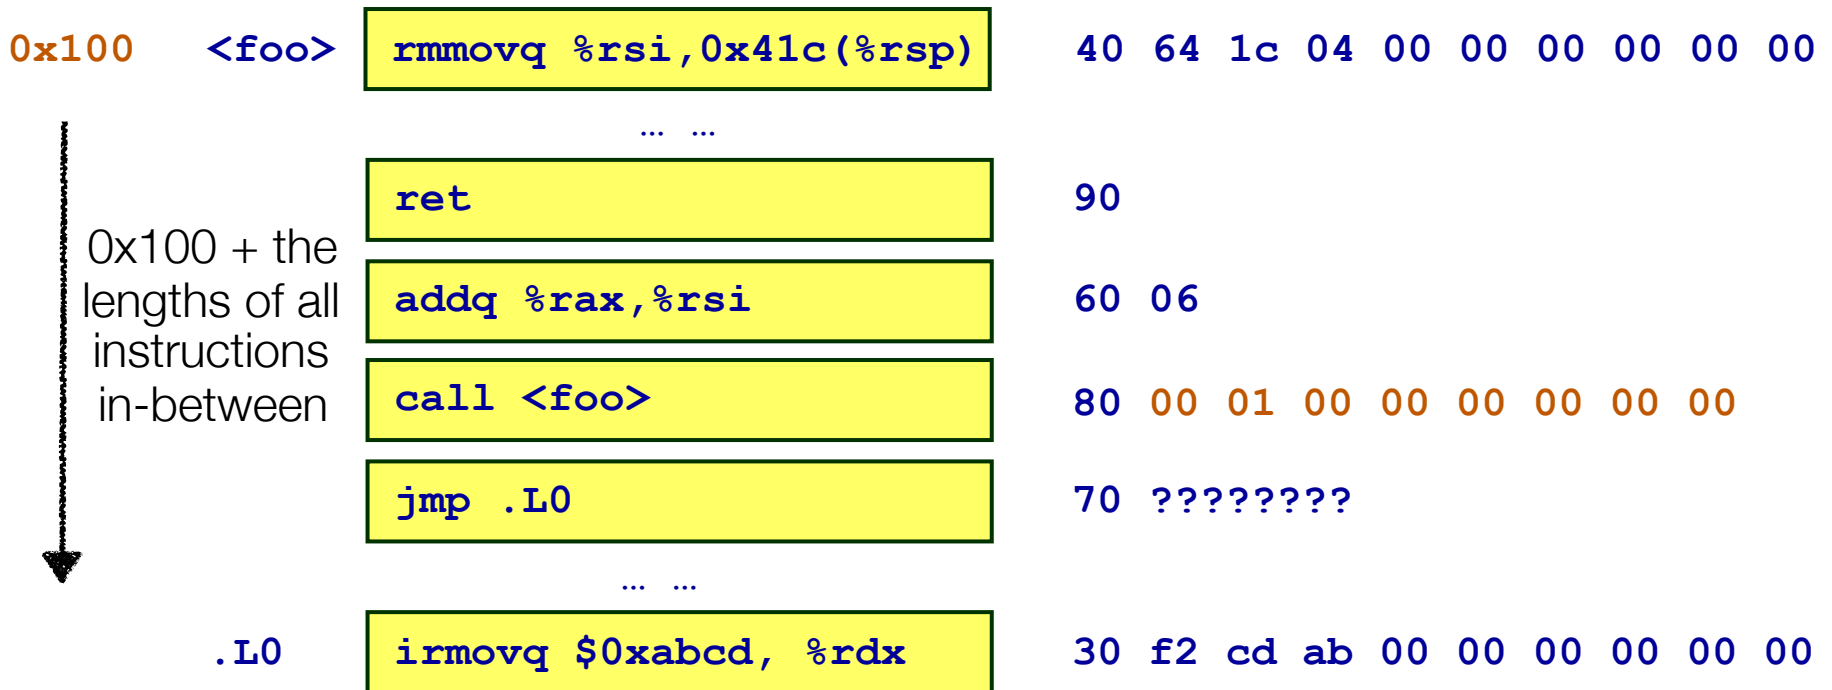 0x100 <foo> rmmovq %rsi,0x41c(%rsp) 40 64 1c 04 00 00 00 00 00 00
… …
ret 90
0x100 + the
lengths of all
instructions
in-between
addq %rax,%rsi 60 06
call <foo> 80 00 01 00 00 00 00 00 00
jmp .L0 70 ????????
… …
.L0 irmovq $0xabcd, %rdx 30 f2 cd ab 00 00 00 00 00 00